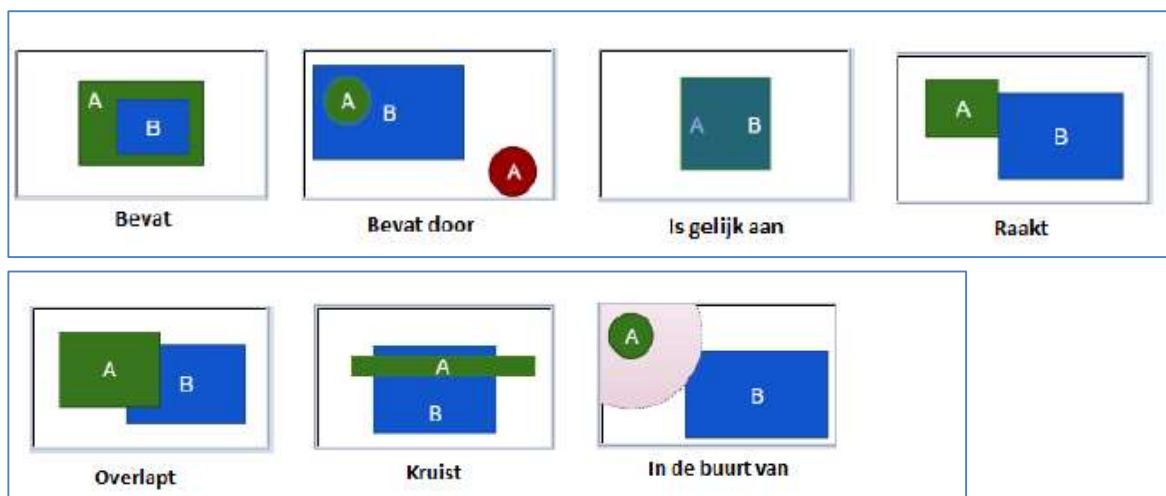 A
B
Bevat
A
B
A
Bevat door
A B
Is gelijk aan
A
B
Raakt
A
B
Overlapt
A
B
Kruist
A
B
In de buurt van